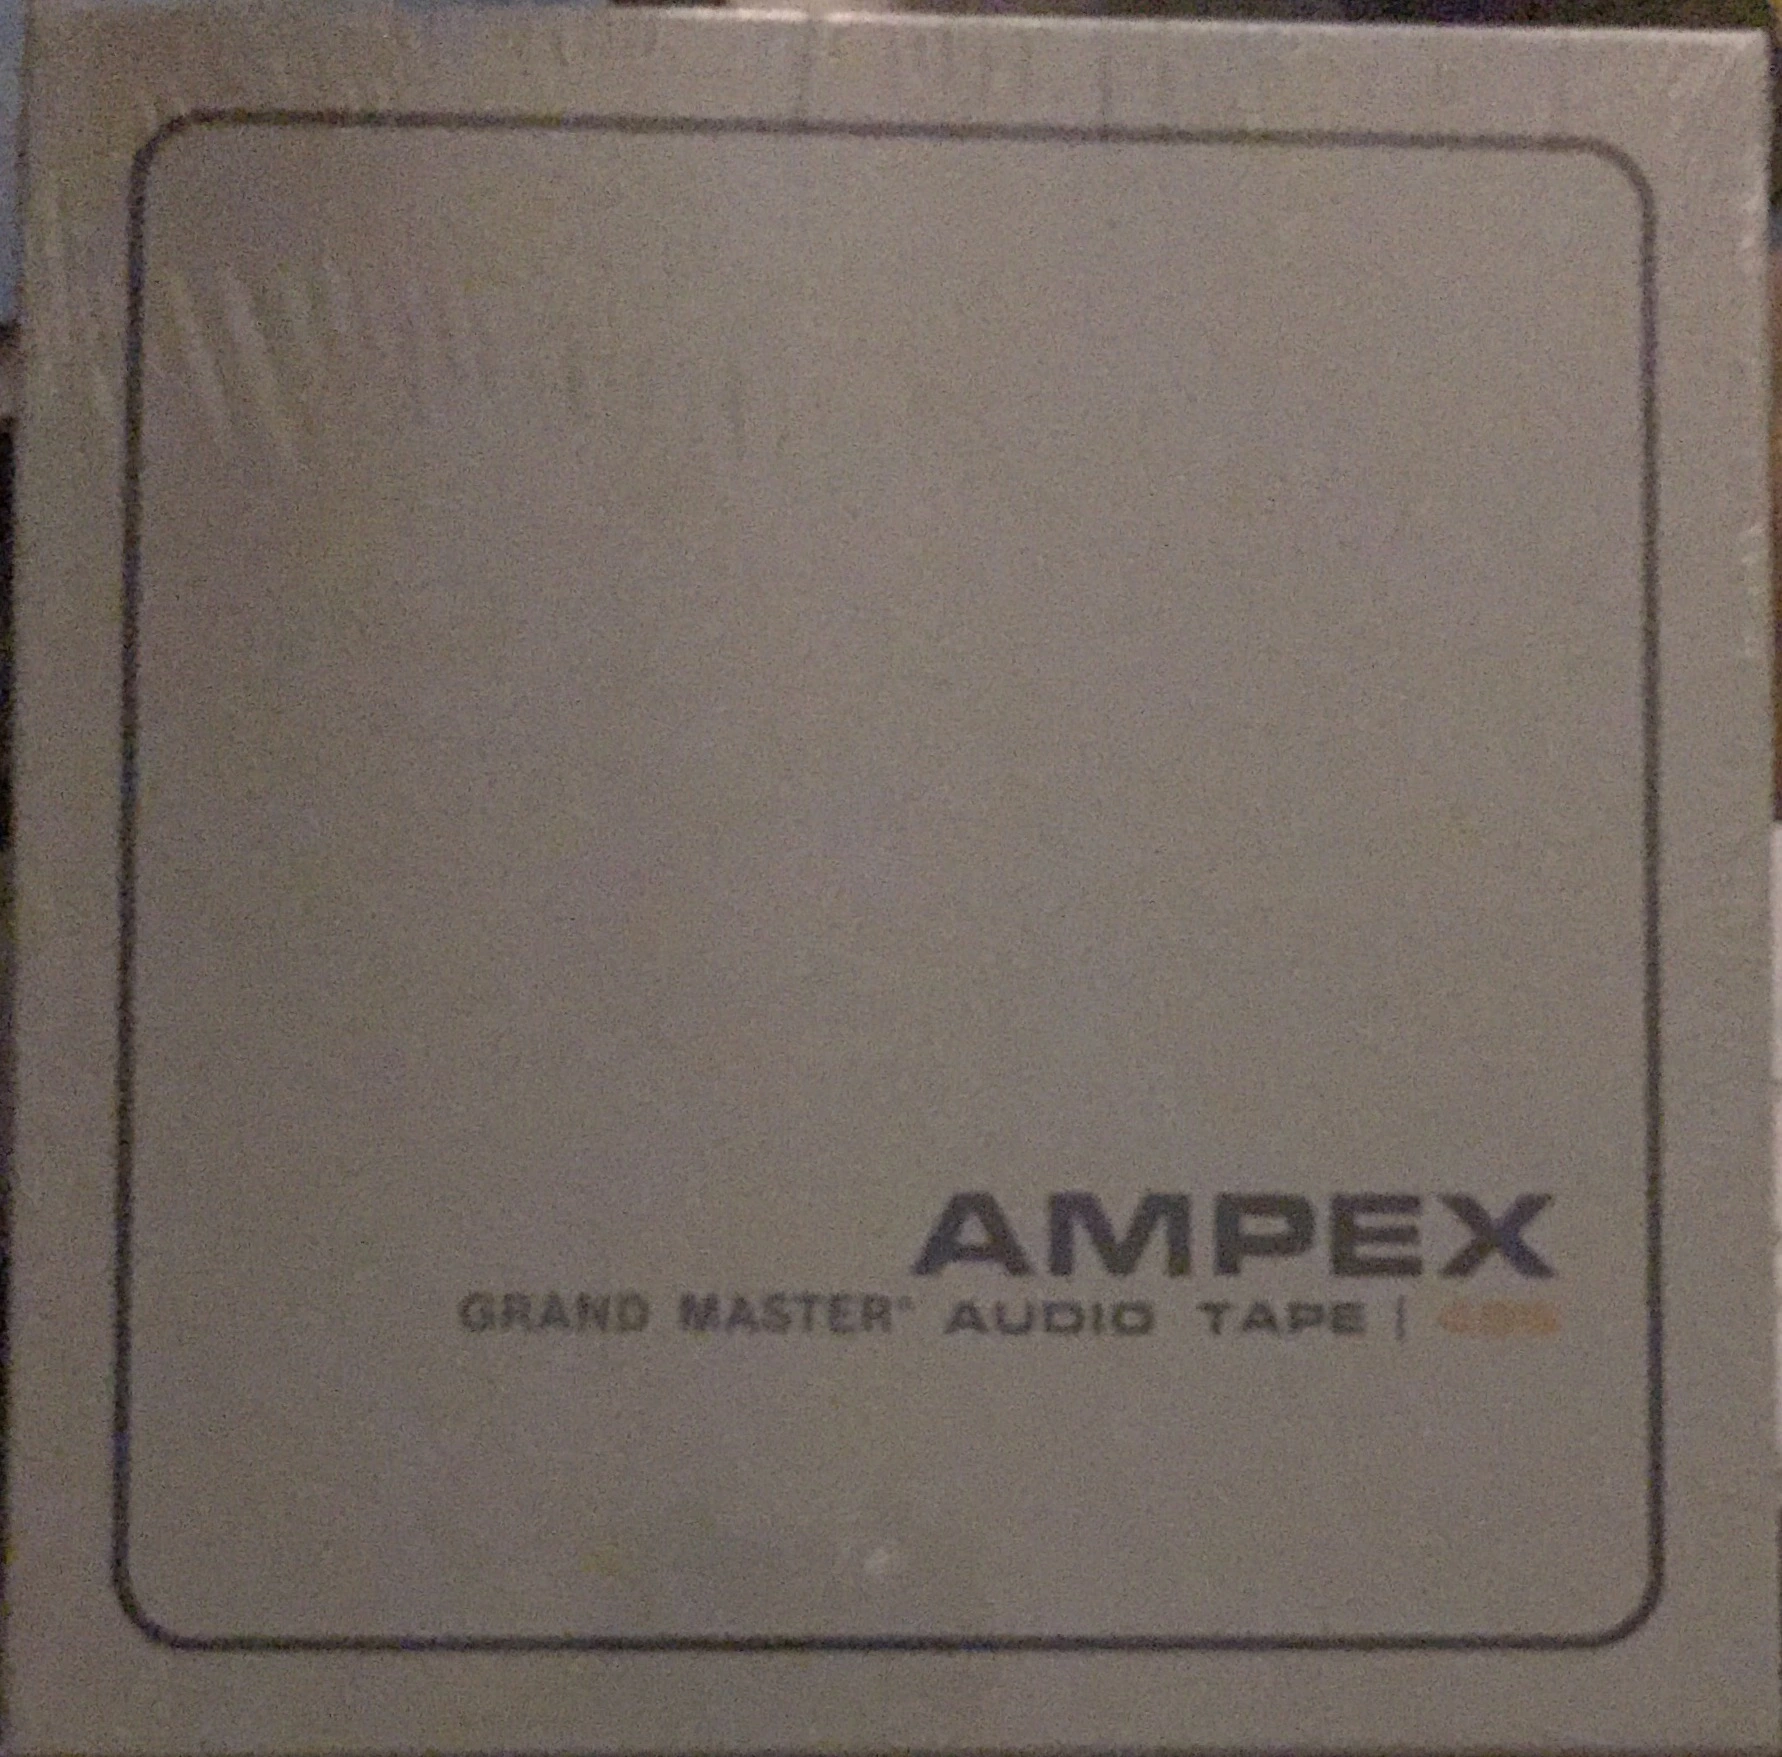 AMPEX
GRAND MASTER® AUDIO TAPE |